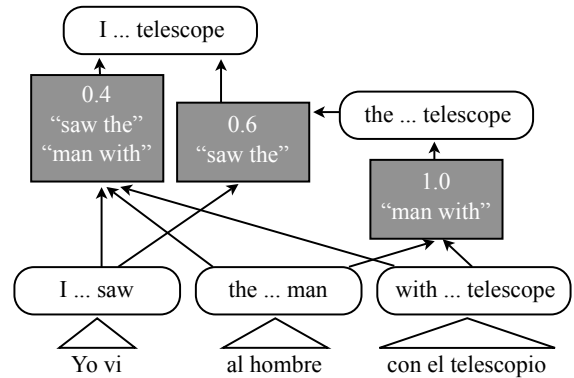 I ... telescope
0.4
“saw the”
“man with”
0.6
“saw the”
the ... telescope
1.0
“man with”
I ... saw
the ... man
with ... telescope
Yo vi
al hombre
con el telescopio